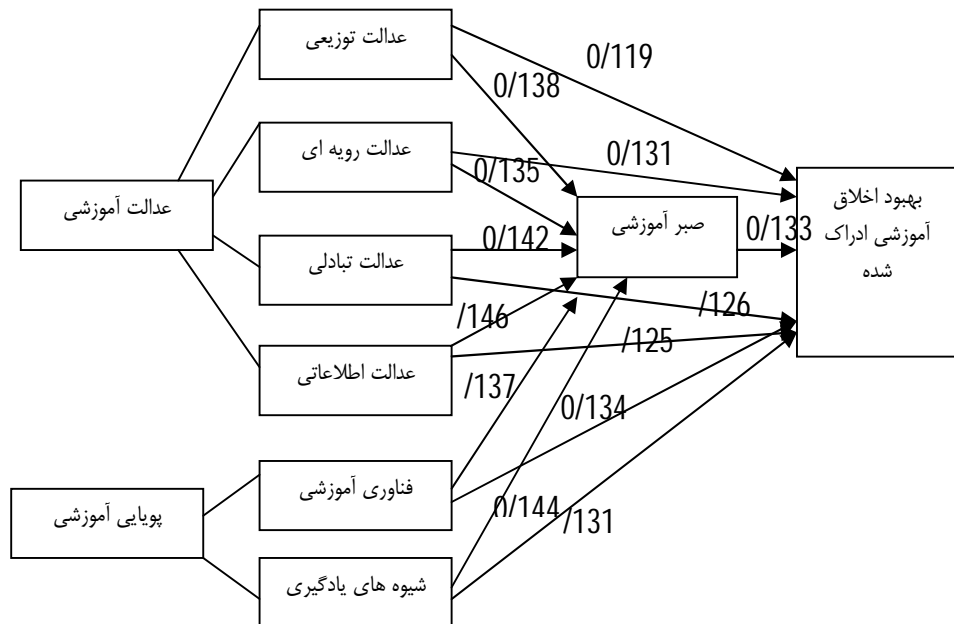 عدالت توزیعی
0/119
0/138
عدالت رویه ای
0/131
0/135
عدالت آموزشی
صبر آموزشی
0/133
بهبود اخلاق
آموزشی ادراک
شده
0/142
عدالت تبادلی
/126
/146
/125
عدالت اطلاعاتی
/137
0/134
فناوری آموزشی
پویایی آموزشی
0/144
/131
شیوه های یادگیری